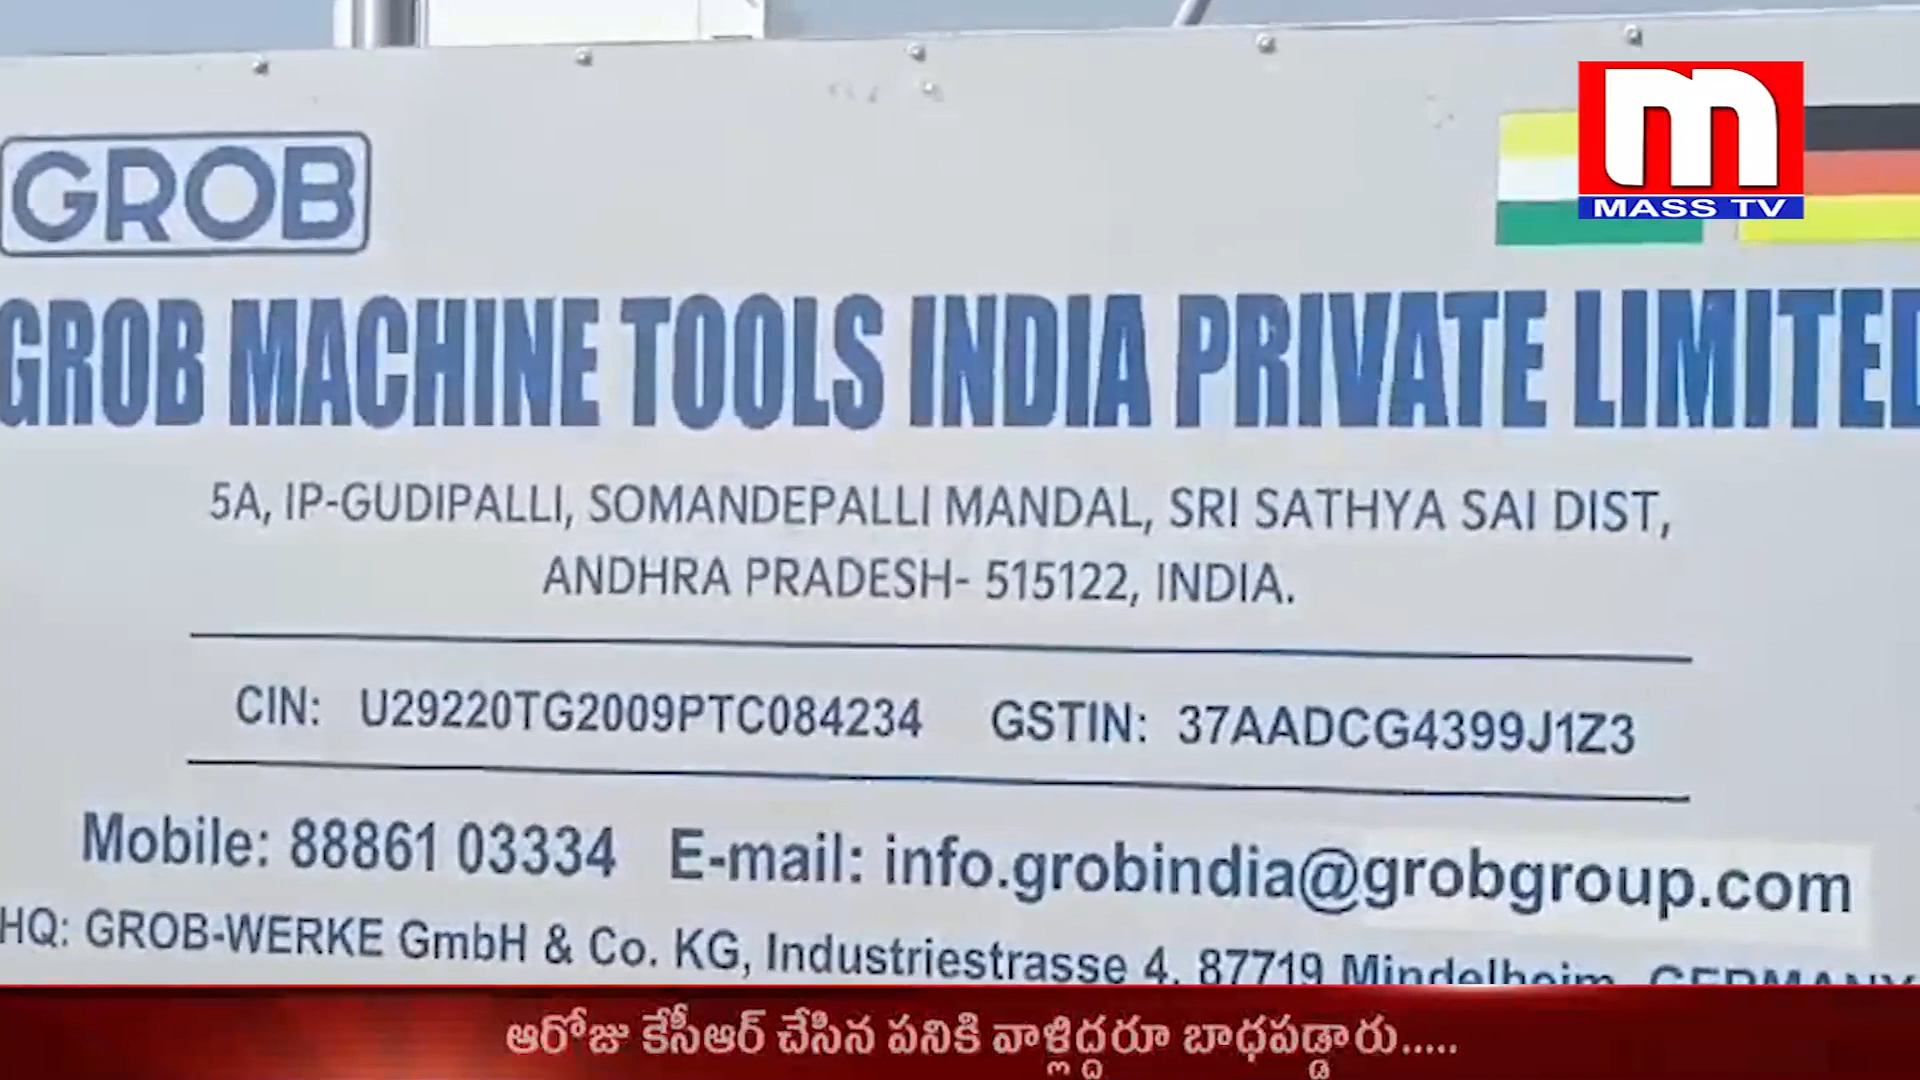 GROB
m
MASS TV
GROB MACHINE TOOLS INDIA PRIVATE LIMITED
5A, IP-GUDIPALLI, SOMANDEPALLI MANDAL, SRI SATHYA SAI DIST,
ANDHRA PRADESH- 515122, INDIA.
CIN: U29220TG2009PTC084234 GSTIN: 37AADCG4399J1Z3
Mobile: 88861 03334 E-mail: info.grobindia@grobgroup.com
HQ: GROB-WERKE GmbH & Co. KG, Industriestrasse 4, 87719 Mindelheim, GERMANY
ఆరోజు కేసీఆర్ చేసిన పనికి వాళ్లిద్దరూ బాధపడ్డారు.....